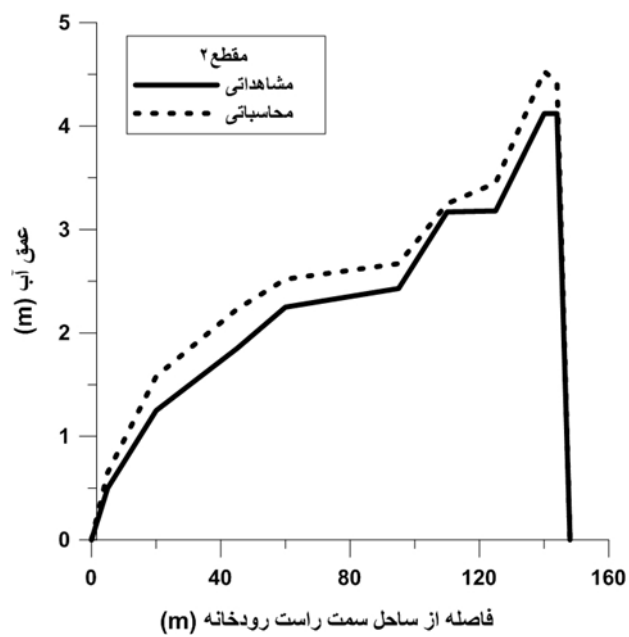 مقطع۲
مشاهداتی
محاسباتی
عمق آب (m)
5
4
3
2
1
0
0 40 80 120 160
فاصله از ساحل سمت راست رودخانه (m)